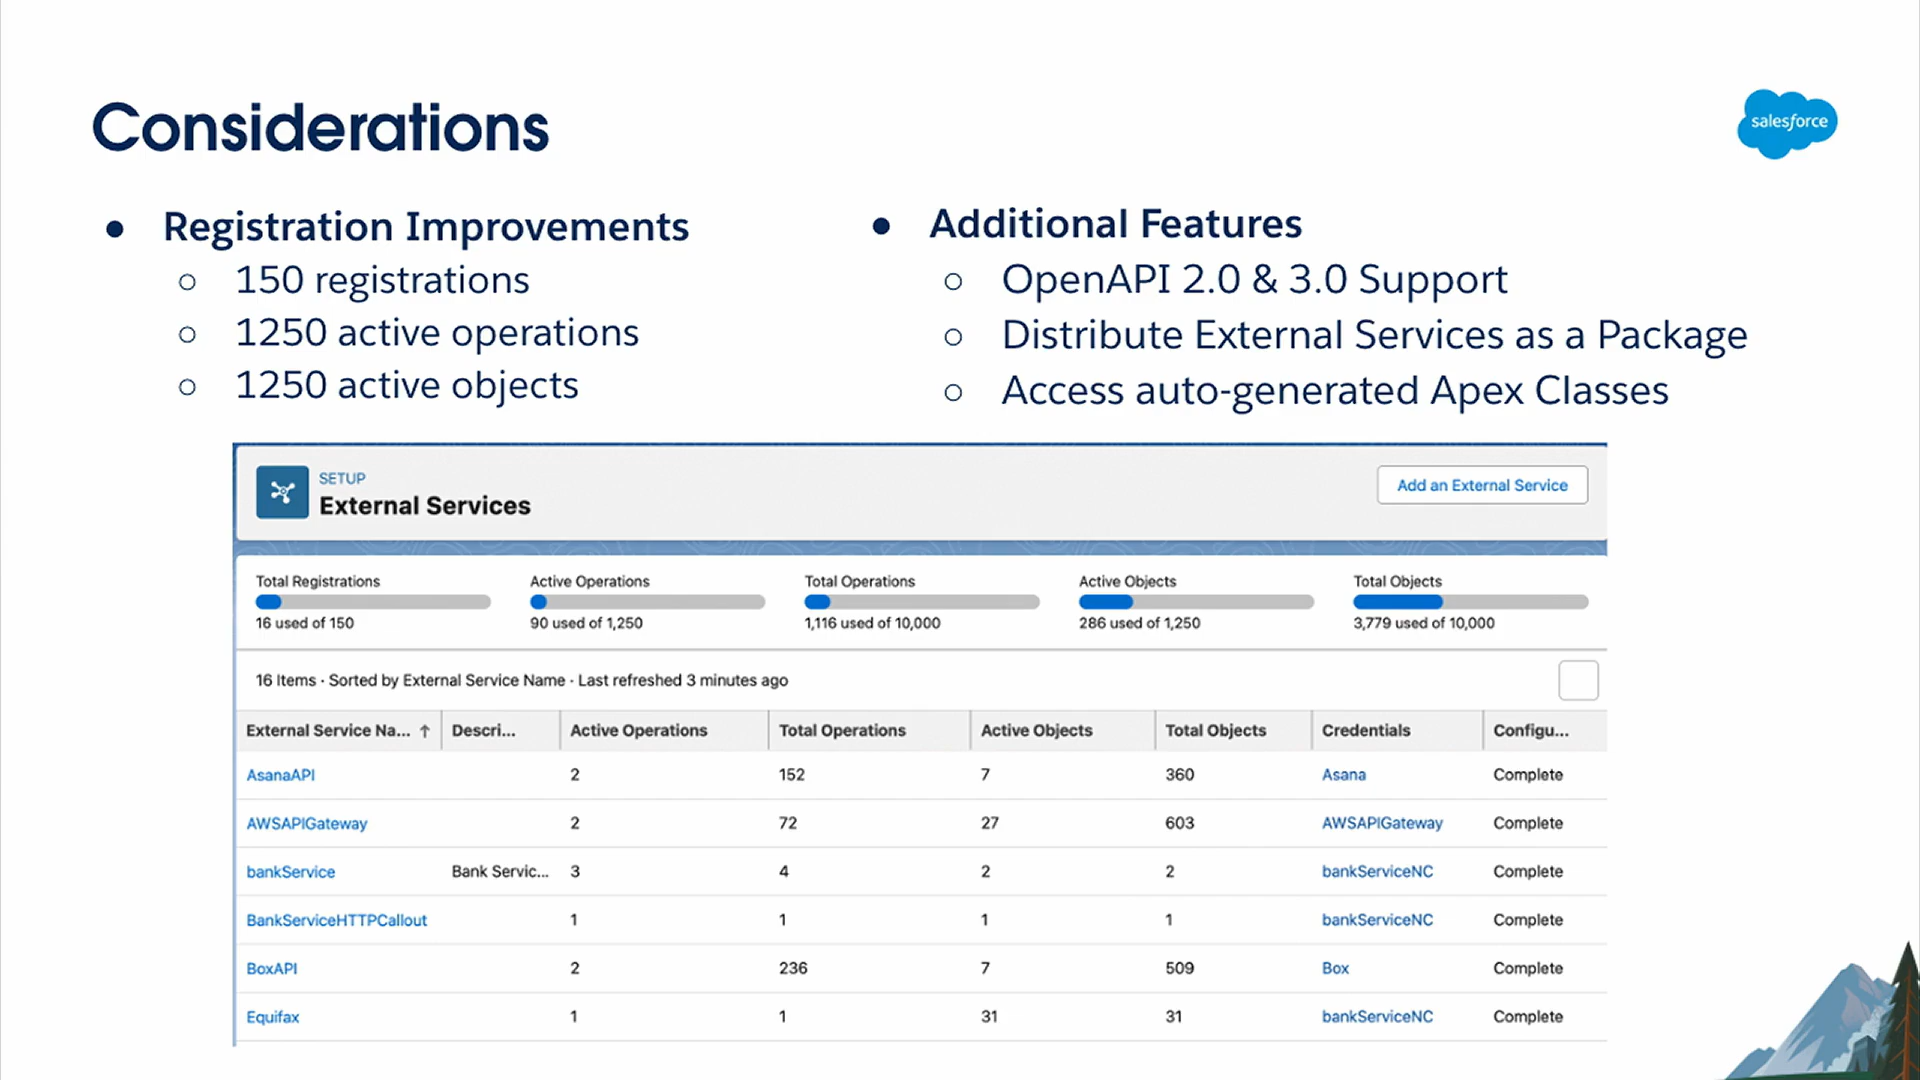 Considerations
salesforce
Registration Improvements
150 registrations
1250 active operations
1250 active objects
Additional Features
OpenAPI 2.0 & 3.0 Support
Distribute External Services as a Package
Access auto-generated Apex Classes
SETUP
External Services
Add an External Service
Total Registrations Active Operations Total Operations Active Objects Total Objects
16 used of 150 90 used of 1,250 1,116 used of 10,000 286 used of 1,250 3,779 used of 10,000
16 Items · Sorted by External Service Name · Last refreshed 3 minutes ago
External Service Na... ↑ Descri... Active Operations Total Operations Active Objects Total Objects Credentials Configu...
AsanaAPI 2 152 7 360 Asana Complete
AWSAPIGateway 2 72 27 603 AWSAPIGateway Complete
bankService Bank Servic... 3 4 2 2 bankServiceNC Complete
BankServiceHTTPCallout 1 1 1 1 bankServiceNC Complete
BoxAPI 2 236 7 509 Box Complete
Equifax 1 1 31 31 bankServiceNC Complete